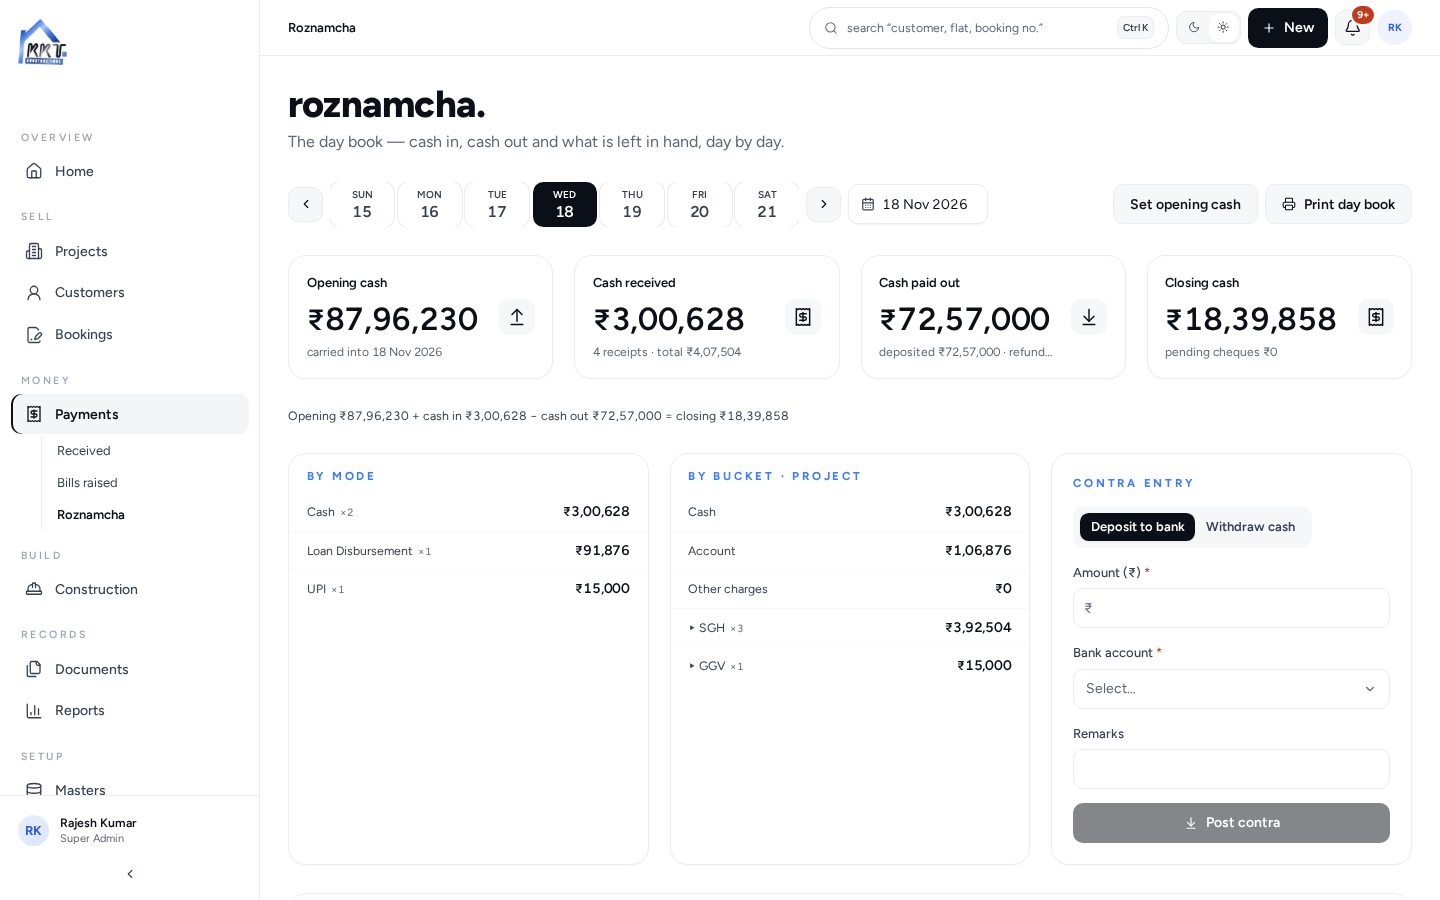 RRT
CONSTRUCTIONS
Roznamcha
search “customer, flat, booking no.”
Ctrl K
New
9+
RK
OVERVIEW
Home
SELL
Projects
Customers
Bookings
MONEY
Payments
Received
Bills raised
Roznamcha
BUILD
Construction
RECORDS
Documents
Reports
SETUP
Masters
RK
Rajesh Kumar
Super Admin
roznamcha.
The day book — cash in, cash out and what is left in hand, day by day.
SUN MON TUE WED THU FRI SAT
15 16 17 18 19 20 21
18 Nov 2026
Set opening cash
Print day book
Opening cash
₹87,96,230
carried into 18 Nov 2026
Cash received
₹3,00,628
4 receipts · total ₹4,07,504
Cash paid out
₹72,57,000
deposited ₹72,57,000 · refund…
Closing cash
₹18,39,858
pending cheques ₹0
Opening ₹87,96,230 + cash in ₹3,00,628 − cash out ₹72,57,000 = closing ₹18,39,858
BY MODE
Cash ×2 ₹3,00,628
Loan Disbursement ×1 ₹91,876
UPI ×1 ₹15,000
BY BUCKET · PROJECT
Cash ₹3,00,628
Account ₹1,06,876
Other charges ₹0
SGH ×3 ₹3,92,504
GGV ×1 ₹15,000
CONTRA ENTRY
Deposit to bank
Withdraw cash
Amount (₹) *
₹
Bank account *
Select…
Remarks
Post contra